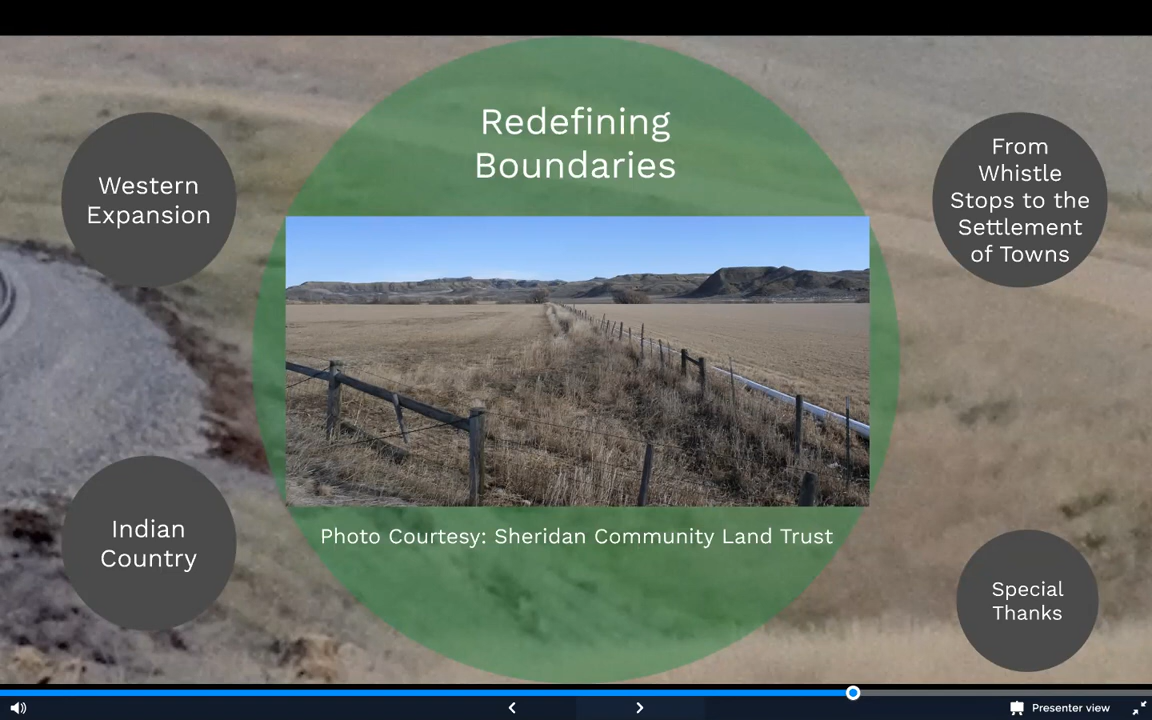 Redefining
Boundaries
Western
Expansion
From
Whistle
Stops to the
Settlement
of Towns
Indian
Country
Photo Courtesy: Sheridan Community Land Trust
Special
Thanks
Presenter view